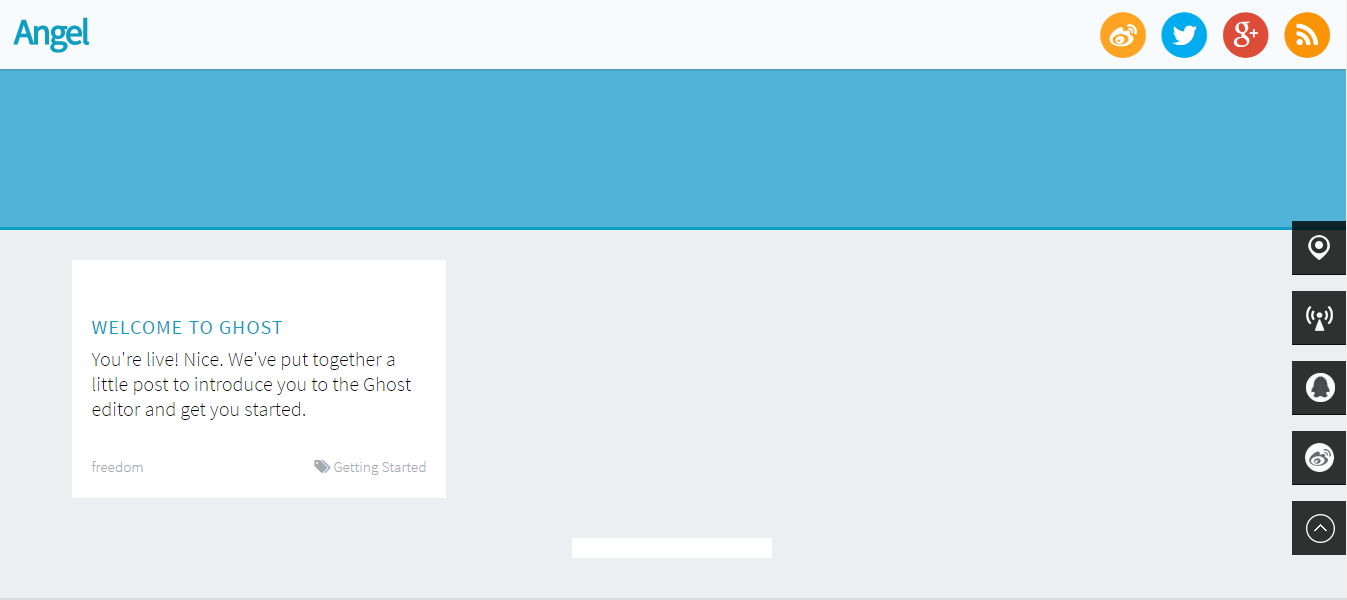 Angel
WELCOME TO GHOST
You're live! Nice. We've put together a
little post to introduce you to the Ghost
editor and get you started.
freedom
Getting Started